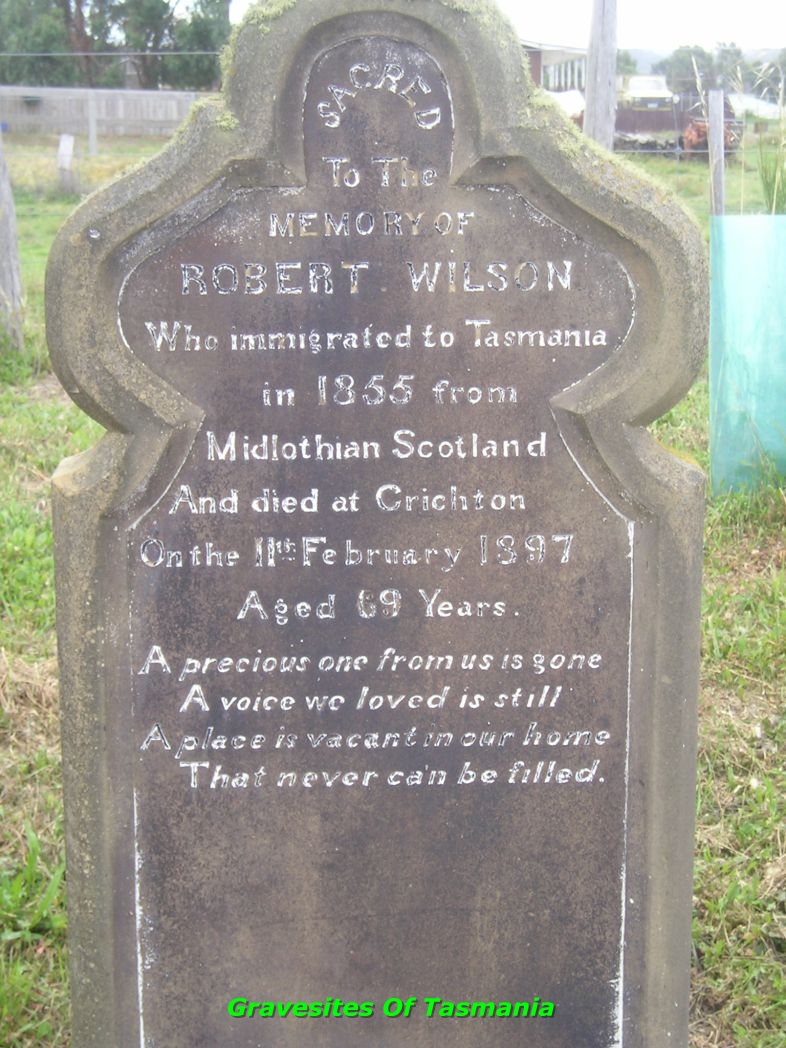 SACRED
To The
MEMORY OF
ROBERT WILSON
Who immigrated to Tasmania
in 1855 from
Midlothian Scotland
And died at Crichton
On the 11th February 1897
Aged 69 Years.
A precious one from us is gone
A voice we loved is still
A place is vacant in our home
That never can be filled.
Gravesites Of Tasmania